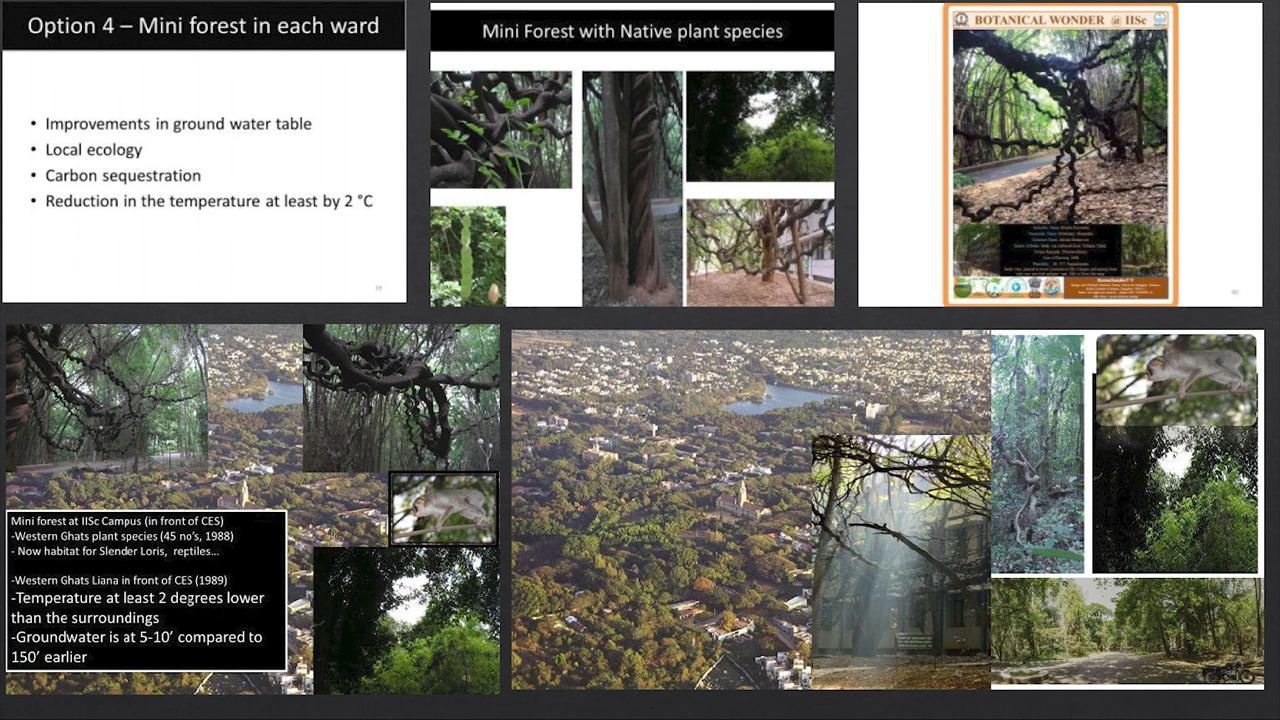 Option 4 – Mini forest in each ward
• Improvements in ground water table
• Local ecology
• Carbon sequestration
• Reduction in the temperature at least by 2 °C
39
Mini Forest with Native plant species
BOTANICAL WONDER @ IISc
40
Mini forest at IISc Campus (in front of CES)
-Western Ghats plant species (45 no's, 1988)
- Now habitat for Slender Loris, reptiles...
-Western Ghats Liana in front of CES (1989)
-Temperature at least 2 degrees lower
than the surroundings
-Groundwater is at 5-10' compared to
150' earlier
41
42